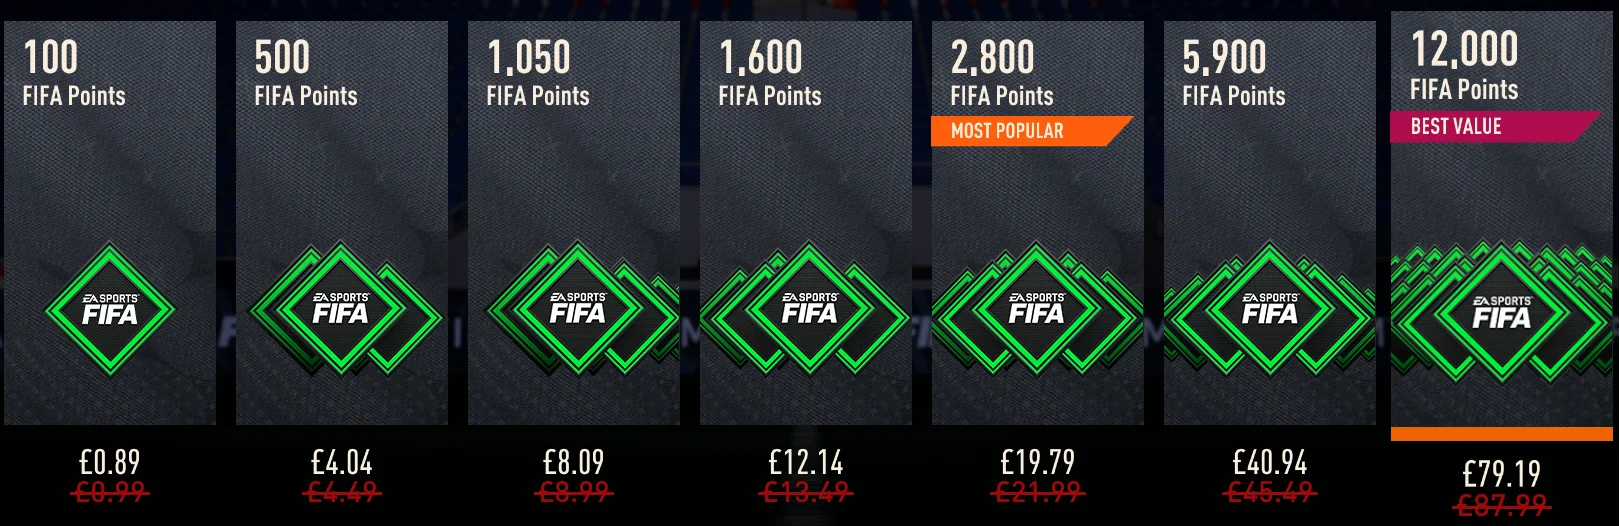 100
FIFA Points
EA SPORTS
FIFA
£0.89
£0.99
500
FIFA Points
EA SPORTS
FIFA
£4.04
£4.49
1,050
FIFA Points
EA SPORTS
FIFA
£8.09
£8.99
1,600
FIFA Points
EA SPORTS
FIFA
£12.14
£13.49
2,800
FIFA Points
MOST POPULAR
EA SPORTS
FIFA
£19.79
£21.99
5,900
FIFA Points
EA SPORTS
FIFA
£40.94
£45.49
12,000
FIFA Points
BEST VALUE
EA SPORTS
FIFA
£79.19
£87.99